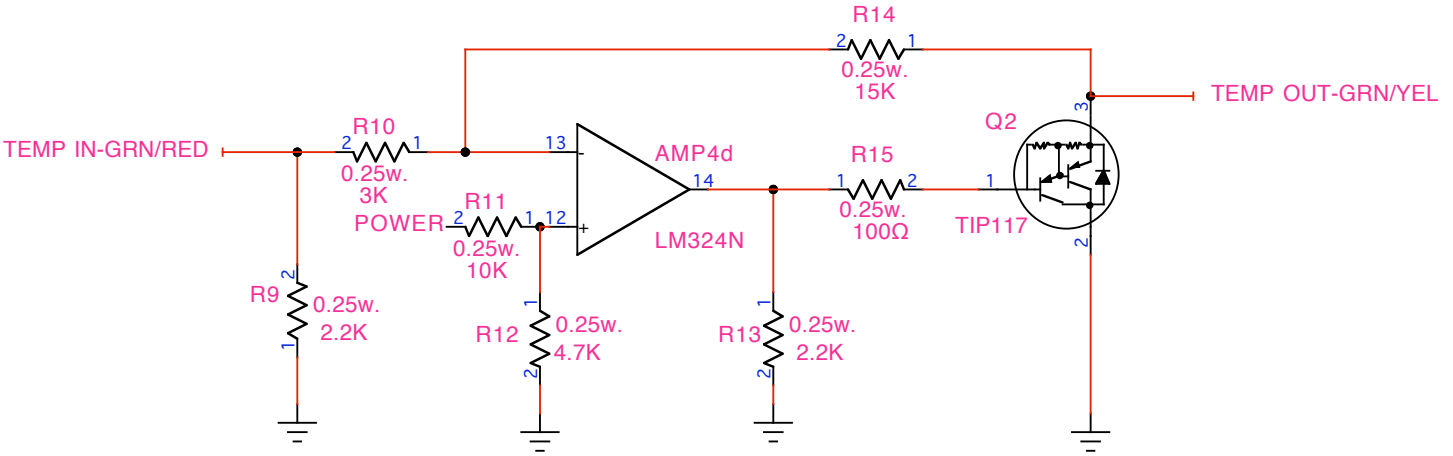 R14
2
1
0.25w.
15K
TEMP OUT-GRN/YEL
3
Q2
TEMP IN-GRN/RED
R10
2
1
0.25w.
3K
13
-
AMP4d
14
R15
1
2
0.25w.
100Ω
1
TIP117
2
R11
POWER
2
1
12
+
0.25w.
10K
LM324N
2
R9
0.25w.
2.2K
1
1
R12
0.25w.
4.7K
2
1
R13
0.25w.
2.2K
2